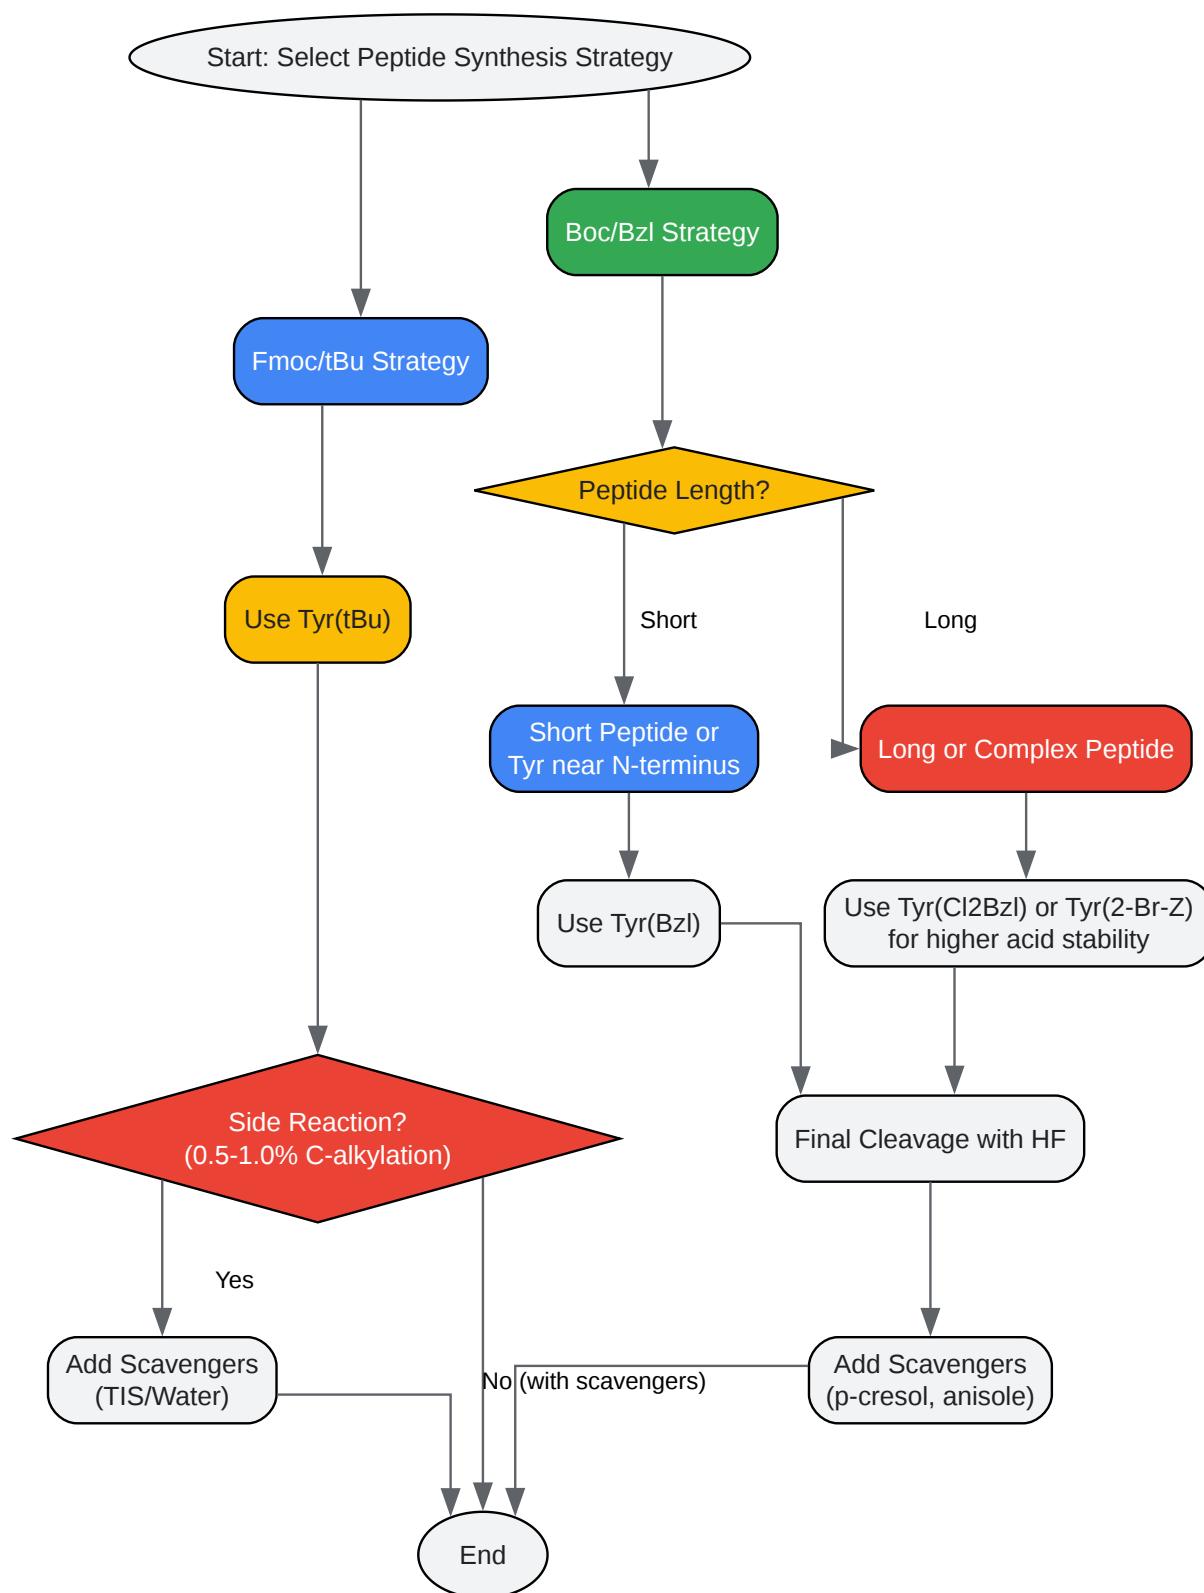 Start: Select Peptide Synthesis Strategy
Boc/Bzl Strategy
Fmoc/tBu Strategy
Peptide Length?
Use Tyr(tBu)
Short
Long
Short Peptide or
Tyr near N-terminus
Long or Complex Peptide
Use Tyr(Bzl)
Use Tyr(Cl2Bzl) or Tyr(2-Br-Z)
for higher acid stability
Side Reaction?
(0.5-1.0% C-alkylation)
Final Cleavage with HF
Yes
Add Scavengers
(TIS/Water)
No (with scavengers)
Add Scavengers
(p-cresol, anisole)
End